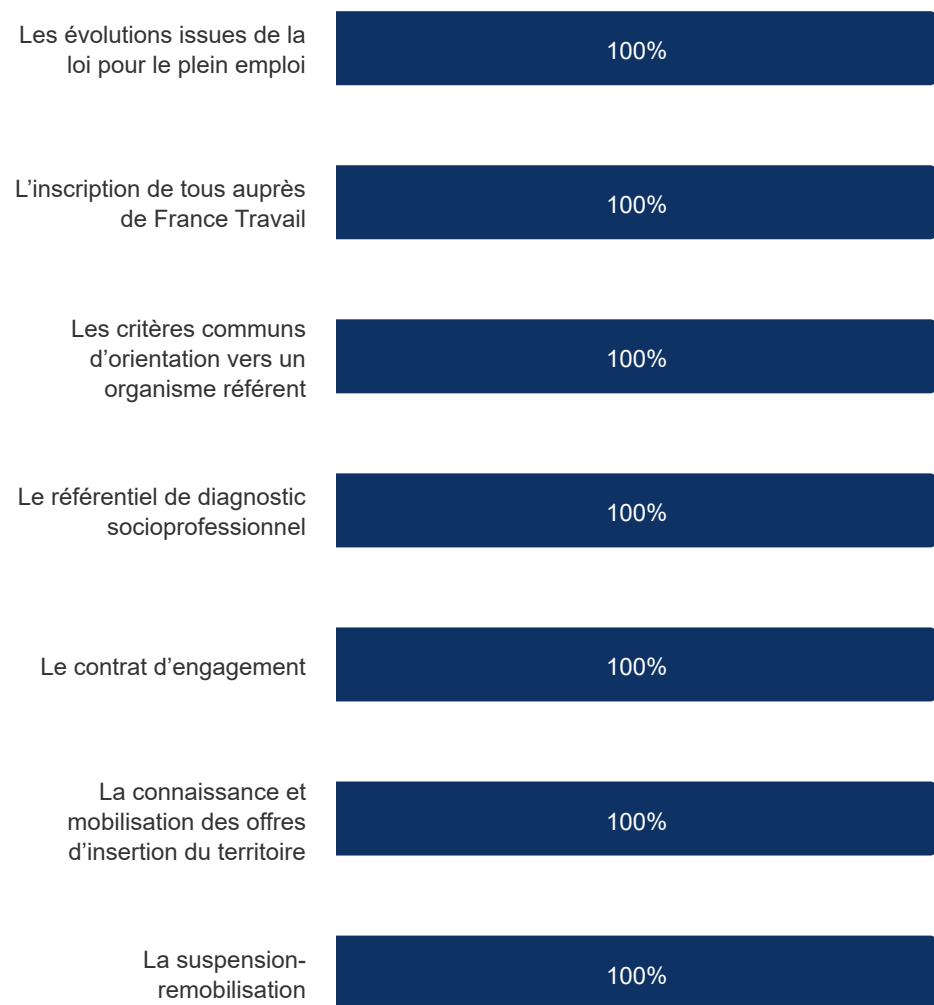 Les évolutions issues de la
loi pour le plein emploi
100%
L’inscription de tous auprès
de France Travail
100%
Les critères communs
d’orientation vers un
organisme référent
100%
Le référentiel de diagnostic
socioprofessionnel
100%
Le contrat d’engagement
100%
La connaissance et
mobilisation des offres
d’insertion du territoire
100%
La suspension-
remobilisation
100%